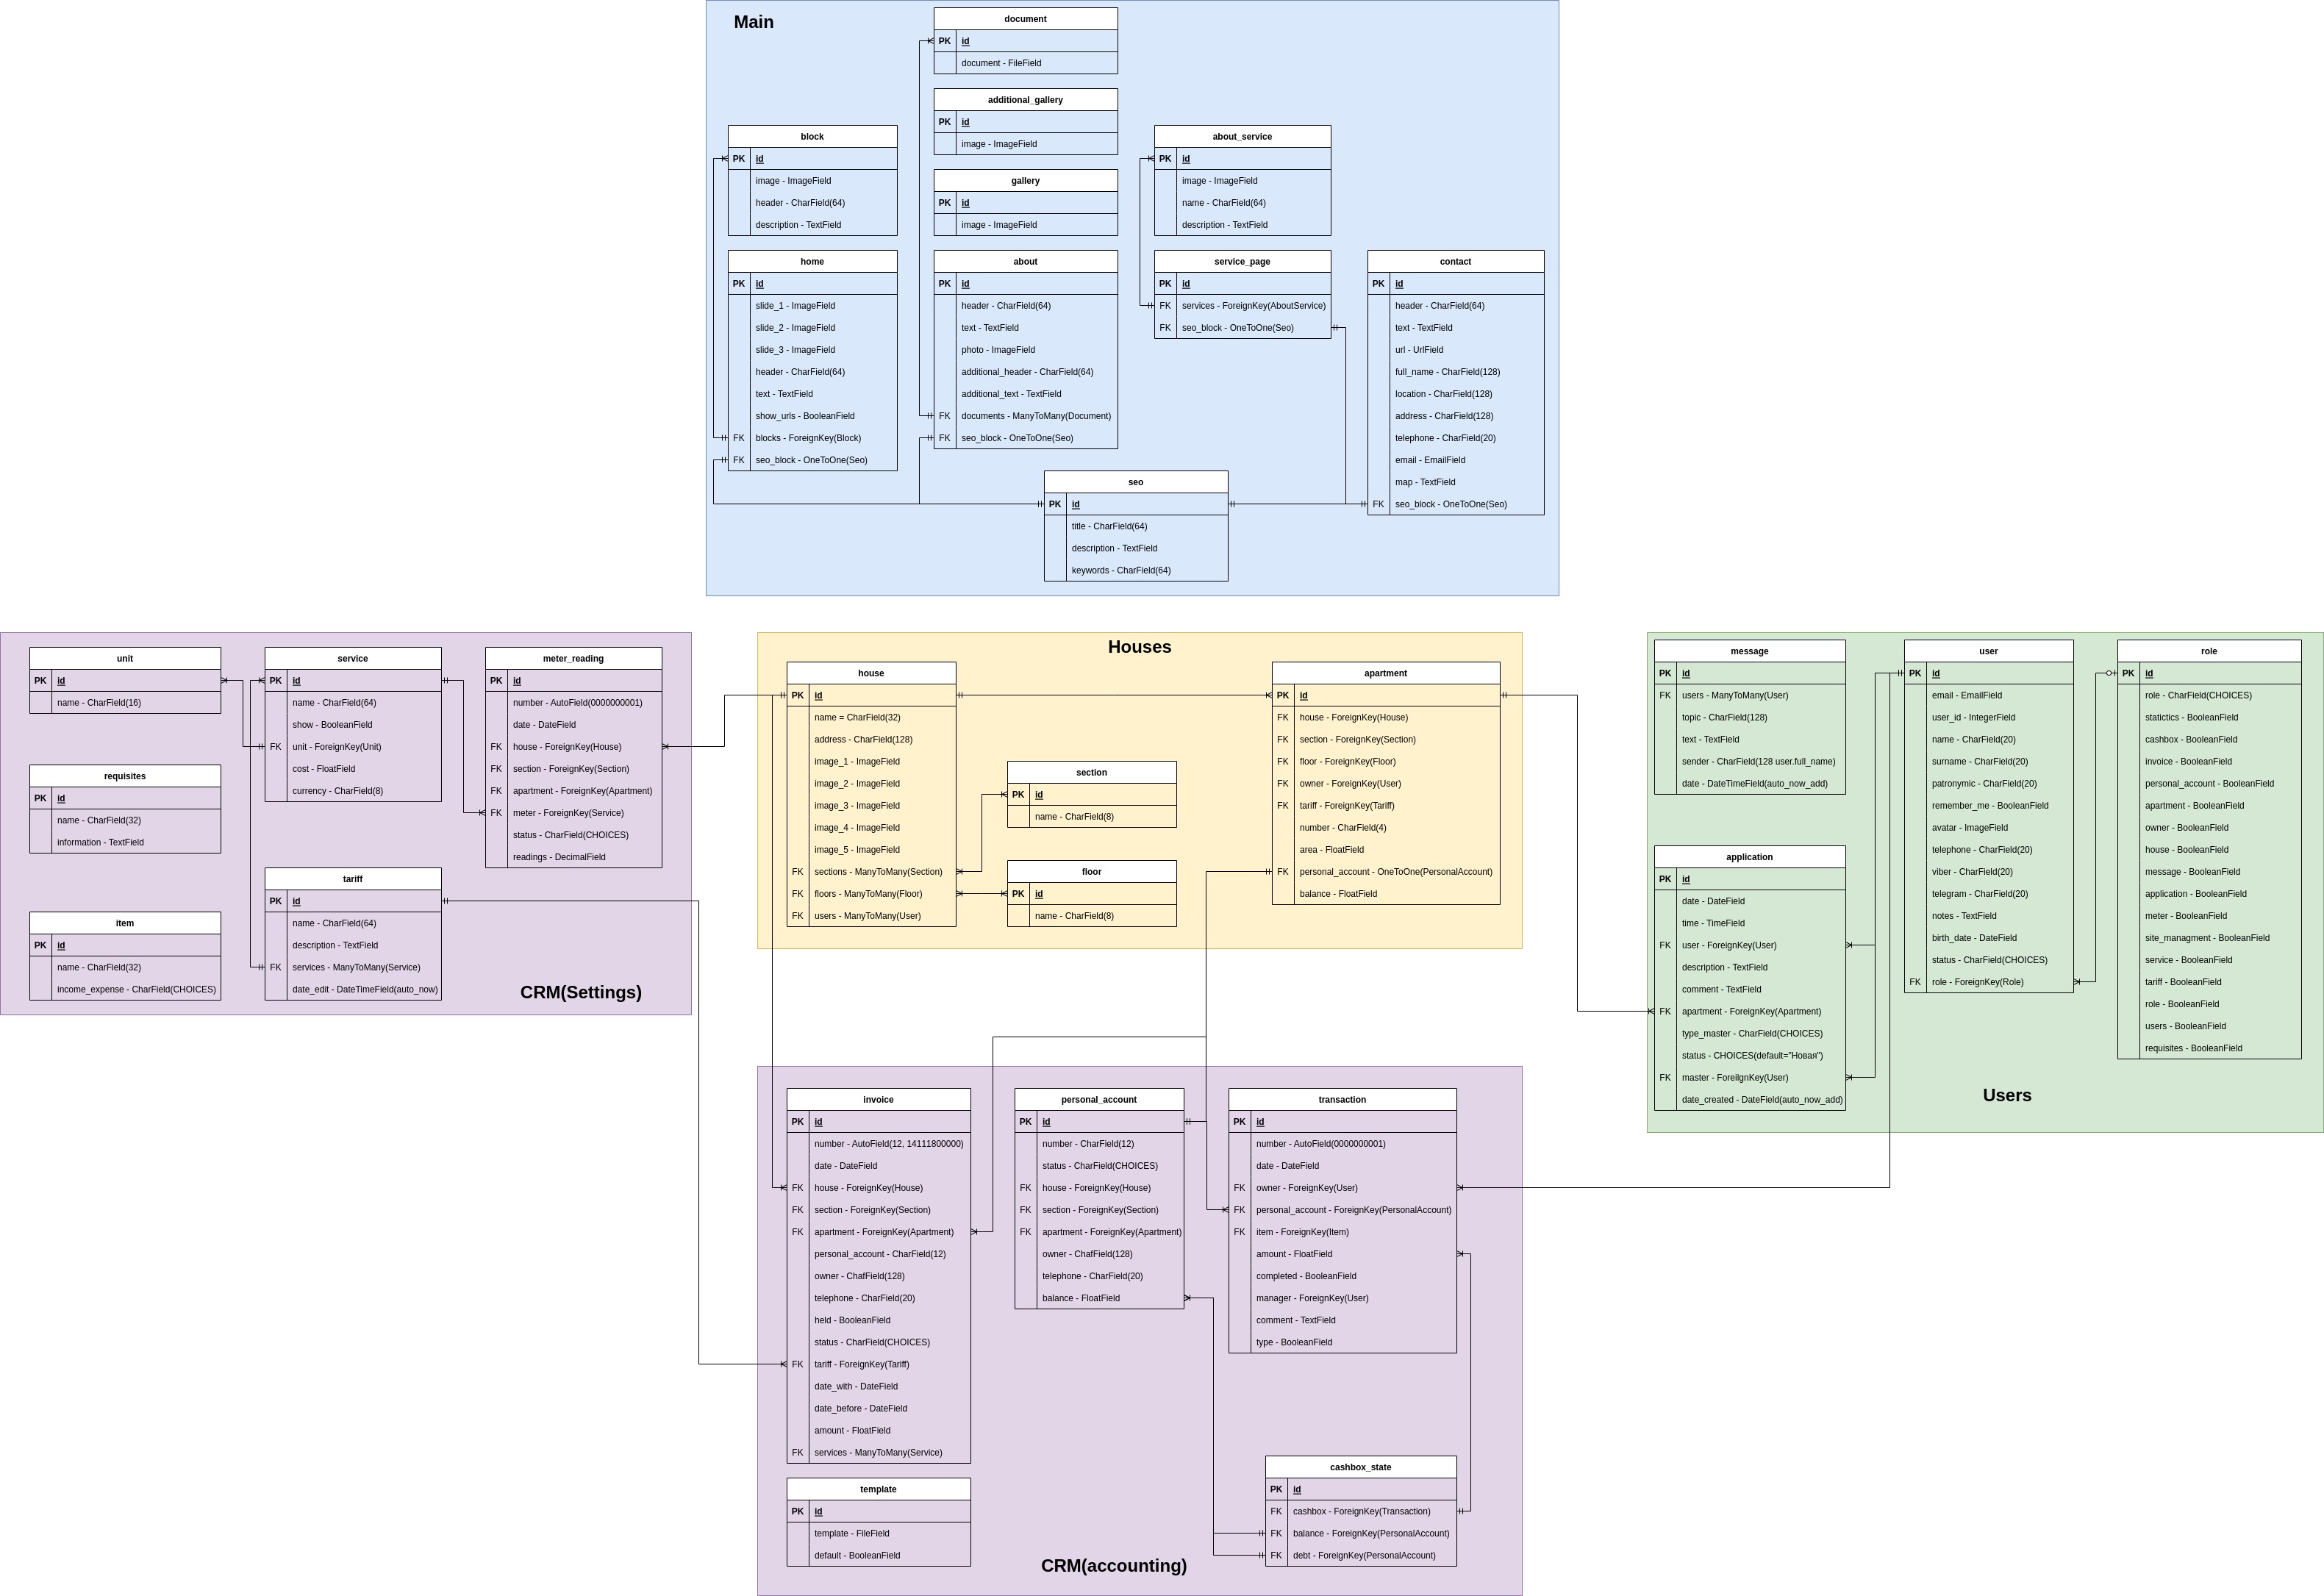 Main
document
PK id
document - FileField
additional_gallery
PK id
image - ImageField
block
PK id
image - ImageField
header - CharField(64)
description - TextField
gallery
PK id
image - ImageField
about_service
PK id
image - ImageField
name - CharField(64)
description - TextField
home
PK id
slide_1 - ImageField
slide_2 - ImageField
slide_3 - ImageField
header - CharField(64)
text - TextField
show_urls - BooleanField
FK blocks - ForeignKey(Block)
FK seo_block - OneToOne(Seo)
about
PK id
header - CharField(64)
text - TextField
photo - ImageField
additional_header - CharField(64)
additional_text - TextField
FK documents - ManyToMany(Document)
FK seo_block - OneToOne(Seo)
service_page
PK id
FK services - ForeignKey(AboutService)
FK seo_block - OneToOne(Seo)
contact
PK id
header - CharField(64)
text - TextField
url - UrlField
full_name - CharField(128)
location - CharField(128)
address - CharField(128)
telephone - CharField(20)
email - EmailField
map - TextField
FK seo_block - OneToOne(Seo)
seo
PK id
title - CharField(64)
description - TextField
keywords - CharField(64)
unit
PK id
name - CharField(16)
requisites
PK id
name - CharField(32)
information - TextField
item
PK id
name - CharField(32)
income_expense - CharField(CHOICES)
service
PK id
name - CharField(64)
show - BooleanField
FK unit - ForeignKey(Unit)
cost - FloatField
currency - CharField(8)
tariff
PK id
name - CharField(64)
description - TextField
FK services - ManyToMany(Service)
date_edit - DateTimeField(auto_now)
meter_reading
PK id
number - AutoField(0000000001)
date - DateField
FK house - ForeignKey(House)
FK section - ForeignKey(Section)
FK apartment - ForeignKey(Apartment)
FK meter - ForeignKey(Service)
status - CharField(CHOICES)
readings - DecimalField
CRM(Settings)
Houses
house
PK id
name = CharField(32)
address - CharField(128)
image_1 - ImageField
image_2 - ImageField
image_3 - ImageField
image_4 - ImageField
image_5 - ImageField
FK sections - ManyToMany(Section)
FK floors - ManyToMany(Floor)
FK users - ManyToMany(User)
section
PK id
name - CharField(8)
floor
PK id
name - CharField(8)
apartment
PK id
FK house - ForeignKey(House)
FK section - ForeignKey(Section)
FK floor - ForeignKey(Floor)
FK owner - ForeignKey(User)
FK tariff - ForeignKey(Tariff)
number - CharField(4)
area - FloatField
FK personal_account - OneToOne(PersonalAccount)
balance - FloatField
message
PK id
FK users - ManyToMany(User)
topic - CharField(128)
text - TextField
sender - CharField(128 user.full_name)
date - DateTimeField(auto_now_add)
application
PK id
date - DateField
time - TimeField
FK user - ForeignKey(User)
description - TextField
comment - TextField
FK apartment - ForeignKey(Apartment)
type_master - CharField(CHOICES)
status - CHOICES(default="Новая")
FK master - ForeilgnKey(User)
date_created - DateField(auto_now_add)
user
PK id
email - EmailField
user_id - IntegerField
name - CharField(20)
surname - CharField(20)
patronymic - CharField(20)
remember_me - BooleanField
avatar - ImageField
telephone - CharField(20)
viber - CharField(20)
telegram - CharField(20)
notes - TextField
birth_date - DateField
status - CharField(CHOICES)
FK role - ForeignKey(Role)
role
PK id
role - CharField(CHOICES)
statictics - BooleanField
cashbox - BooleanField
invoice - BooleanField
personal_account - BooleanField
apartment - BooleanField
owner - BooleanField
house - BooleanField
message - BooleanField
application - BooleanField
meter - BooleanField
site_managment - BooleanField
service - BooleanField
tariff - BooleanField
role - BooleanField
users - BooleanField
requisites - BooleanField
Users
invoice
PK id
number - AutoField(12, 14111800000)
date - DateField
FK house - ForeignKey(House)
FK section - ForeignKey(Section)
FK apartment - ForeignKey(Apartment)
personal_account - CharField(12)
owner - ChafField(128)
telephone - CharField(20)
held - BooleanField
status - CharField(CHOICES)
FK tariff - ForeignKey(Tariff)
date_with - DateField
date_before - DateField
amount - FloatField
FK services - ManyToMany(Service)
template
PK id
template - FileField
default - BooleanField
personal_account
PK id
number - CharField(12)
status - CharField(CHOICES)
FK house - ForeignKey(House)
FK section - ForeignKey(Section)
FK apartment - ForeignKey(Apartment)
owner - ChafField(128)
telephone - CharField(20)
balance - FloatField
transaction
PK id
number - AutoField(0000000001)
date - DateField
FK owner - ForeignKey(User)
FK personal_account - ForeignKey(PersonalAccount)
FK item - ForeignKey(Item)
amount - FloatField
completed - BooleanField
manager - ForeignKey(User)
comment - TextField
type - BooleanField
cashbox_state
PK id
FK cashbox - ForeignKey(Transaction)
FK balance - ForeignKey(PersonalAccount)
FK debt - ForeignKey(PersonalAccount)
CRM(accounting)